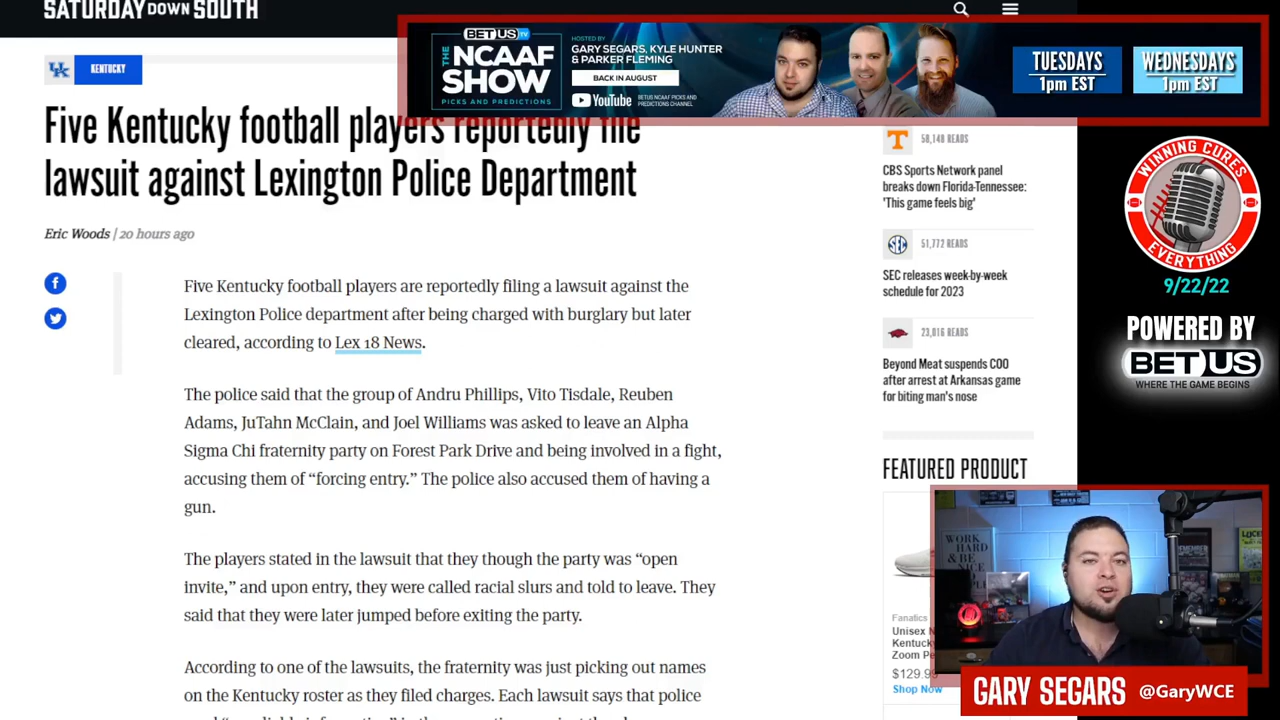 SATURDAY DOWN SOUTH
BET US TV
THE NCAAF SHOW
PICKS AND PREDICTIONS
HOSTED BY
GARY SEGARS, KYLE HUNTER
& PARKER FLEMING
BACK IN AUGUST
YouTube
BETUS NCAAF PICKS AND
PREDICTIONS CHANNEL
TUESDAYS
1pm EST
WEDNESDAYS
1pm EST
UK
KENTUCKY
Five Kentucky football players reportedly file
lawsuit against Lexington Police Department
Eric Woods | 20 hours ago
Five Kentucky football players are reportedly filing a lawsuit against the
Lexington Police department after being charged with burglary but later
cleared, according to Lex 18 News.
The police said that the group of Andru Phillips, Vito Tisdale, Reuben
Adams, JuTahn McClain, and Joel Williams was asked to leave an Alpha
Sigma Chi fraternity party on Forest Park Drive and being involved in a fight,
accusing them of “forcing entry.” The police also accused them of having a
gun.
The players stated in the lawsuit that they though the party was “open
invite,” and upon entry, they were called racial slurs and told to leave. They
said that they were later jumped before exiting the party.
According to one of the lawsuits, the fraternity was just picking out names
on the Kentucky roster as they filed charges. Each lawsuit says that police
T
58,148 READS
CBS Sports Network panel
breaks down Florida-Tennessee:
'This game feels big'
SEC
51,772 READS
SEC releases week-by-week
schedule for 2023
23,016 READS
Beyond Meat suspends COO
after arrest at Arkansas game
for biting man's nose
FEATURED PRODUCT
Fanatics
Unisex
Kentucky
Zoom
$129.99
Shop Now
WINNING CURES
EVERYTHING
9/22/22
POWERED BY
BET US
WHERE THE GAME BEGINS
WORK
HARD &
BE NICE
GARY SEGARS @GaryWCE